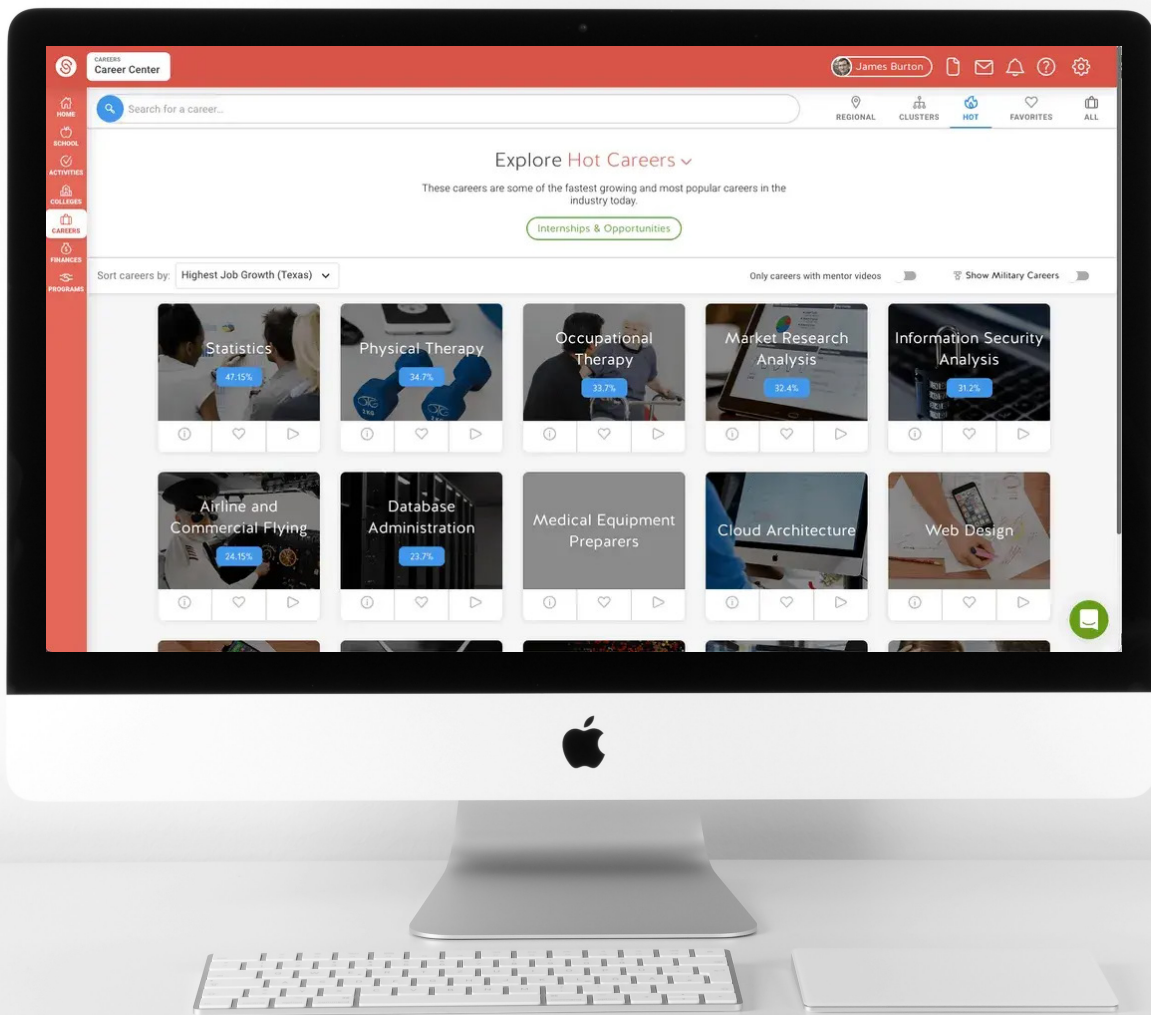 CAREERS
Career Center
James Burton
HOME
SCHOOL
ACTIVITIES
COLLEGES
CAREERS
FINANCES
PROGRAMS
Search for a career..
REGIONAL
CLUSTERS
HOT
FAVORITES
ALL
Explore Hot Careers
These careers are some of the fastest growing and most popular careers in the
industry today.
Internships & Opportunities
Sort careers by:
Highest Job Growth (Texas)
Only careers with mentor videos
Show Military Careers
Statistics
47.15%
Physical Therapy
34.7%
Occupational
Therapy
33.7%
Market Research
Analysis
32.4%
Information Security
Analysis
31.2%
Airline and
Commercial Flying
24.15%
Database
Administration
23.7%
Medical Equipment
Preparers
Cloud Architecture
Web Design